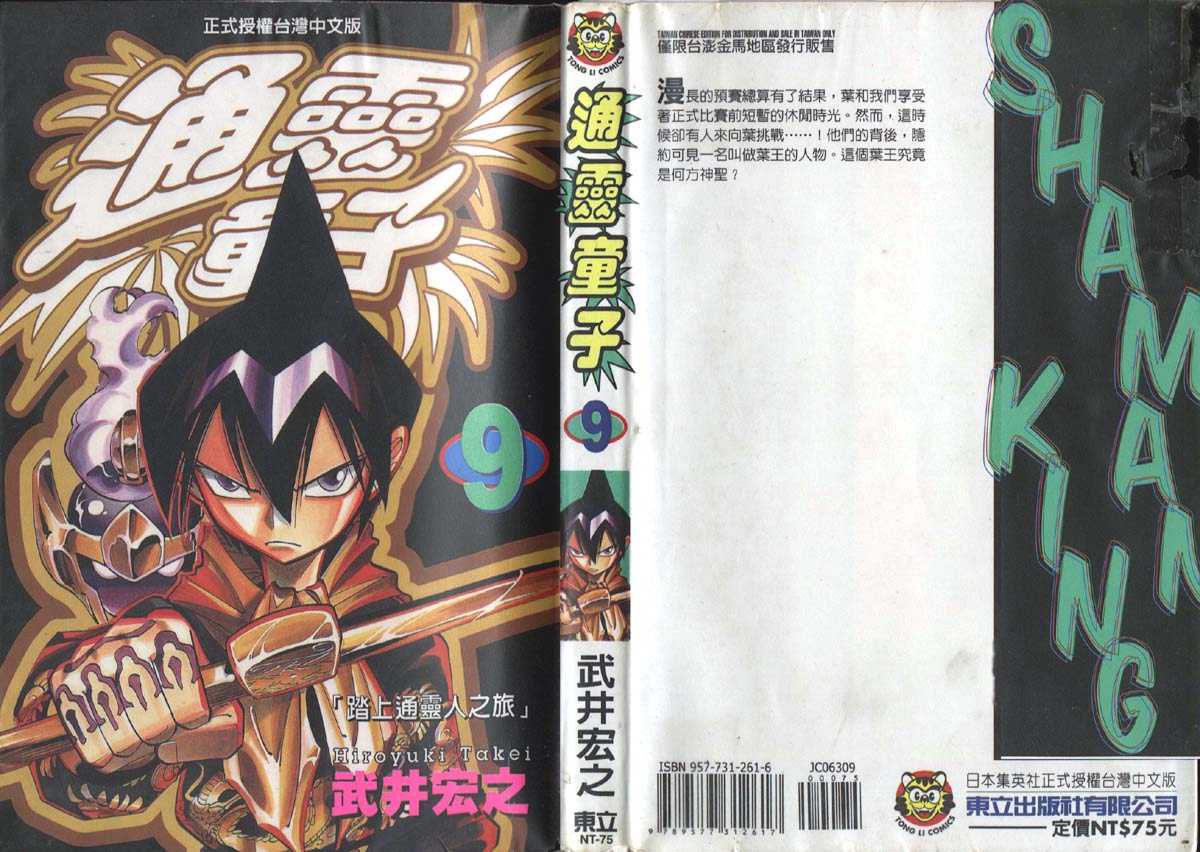 正式授權台灣中文版
通靈
童子
9
「踏上通靈人之旅」
Hiroyuki Takei
武井宏之
TONG LI COMICS
通靈童子
9
武井宏之
東立
NT-75
TAIWAN CHINESE EDITION FOR DISTRIBUTION AND SALE IN TAIWAN ONLY
僅限台澎金馬地區發行販售
漫長的預賽總算有了結果，葉和我們享受
著正式比賽前短暫的休閒時光。然而，這時
候卻有人來向葉挑戰……！他們的背後，隱
約可見一名叫做葉王的人物。這個葉王究竟
是何方神聖？
SHAMAN
KING
SHAMAN
ISBN 957-731-261-6
9789577312617
JC06309
00075
TONG LI COMICS
日本集英社正式授權台灣中文版
東立出版社有限公司
定價NT$75元